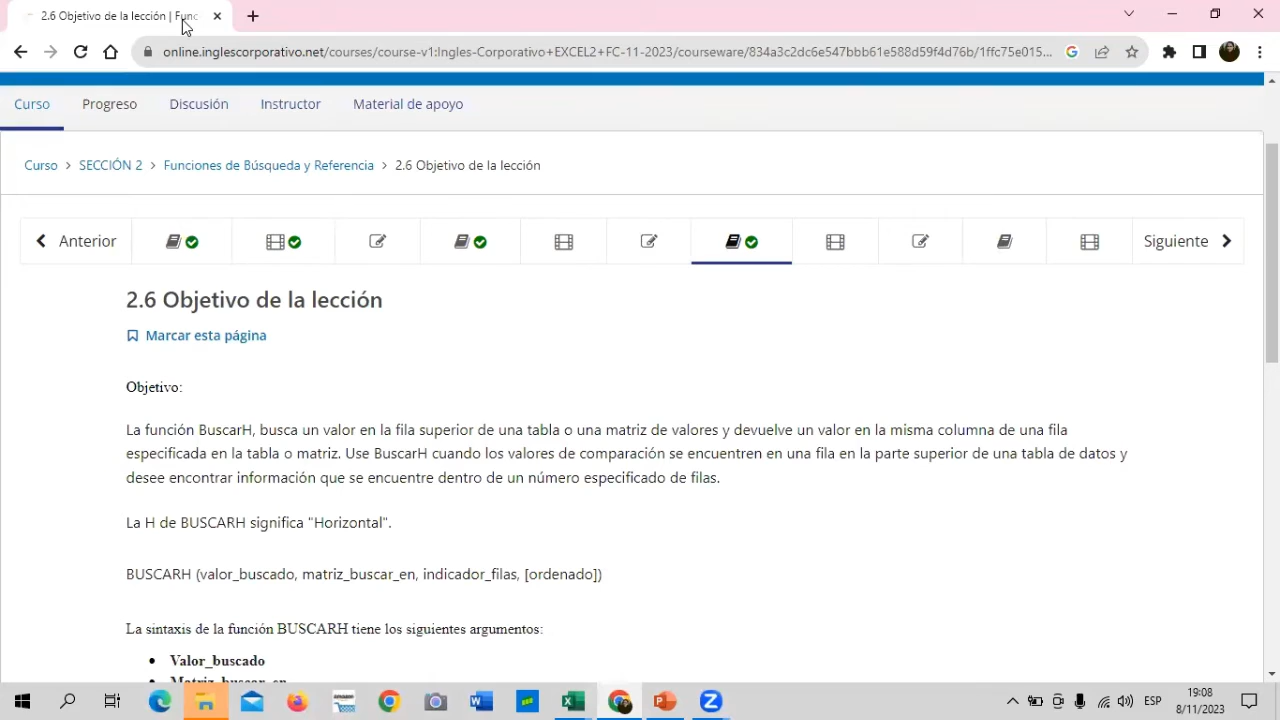 2.6 Objetivo de la lección | Func
online.inglescorporativo.net/courses/course-v1:Ingles-Corporativo+EXCEL2+FC-11-2023/courseware/834a3c2dc6e547bbb61e588d59f4d76b/1ffc75e015...
Curso Progreso Discusión Instructor Material de apoyo
Curso > SECCIÓN 2 > Funciones de Búsqueda y Referencia > 2.6 Objetivo de la lección
Anterior Siguiente
2.6 Objetivo de la lección
Marcar esta página
Objetivo:
La función BuscarH, busca un valor en la fila superior de una tabla o una matriz de valores y devuelve un valor en la misma columna de una fila
especificada en la tabla o matriz. Use BuscarH cuando los valores de comparación se encuentren en una fila en la parte superior de una tabla de datos y
desee encontrar información que se encuentre dentro de un número especificado de filas.
La H de BUSCARH significa "Horizontal".
BUSCARH (valor_buscado, matriz_buscar_en, indicador_filas, [ordenado])
La sintaxis de la función BUSCARH tiene los siguientes argumentos:
• Valor_buscado
• Matriz_buscar_en
ESP
19:08
8/11/2023